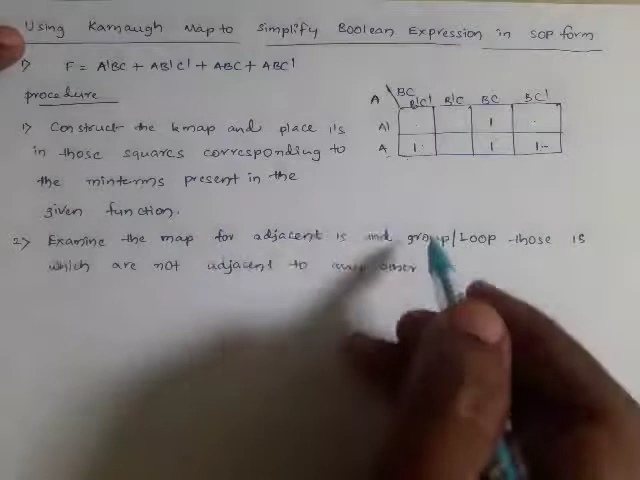 Using Karnaugh Map to simplify Boolean Expression in SOP form
1) F = A'BC + AB'C' + ABC + ABC'
procedure
A \ BC B'C' B'C BC BC'
A' 1
A 1 1 1
1) Construct the kmap and place 1's
in those squares corresponding to
the minterms present in the
given function.
2) Examine the map for adjacent 1s and group/Loop those 1s
which are not adjacent to any other